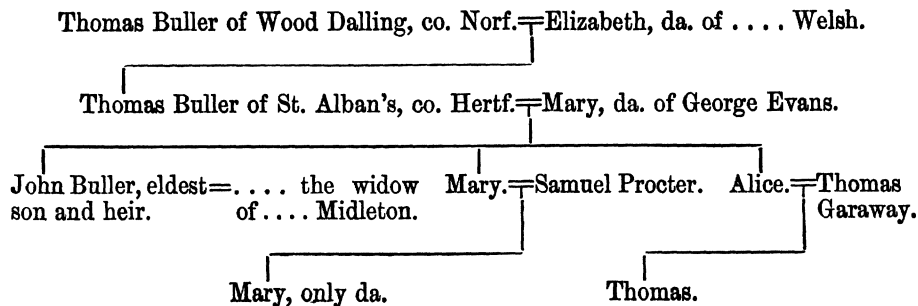 Thomas Buller of Wood Dalling, co. Norf.=Elizabeth, da. of .... Welsh.
Thomas Buller of St. Alban's, co. Hertf.=Mary, da. of George Evans.
John Buller, eldest=.... the widow Mary.=Samuel Procter. Alice.=Thomas
son and heir. of .... Midleton. Garaway.
Mary, only da. Thomas.